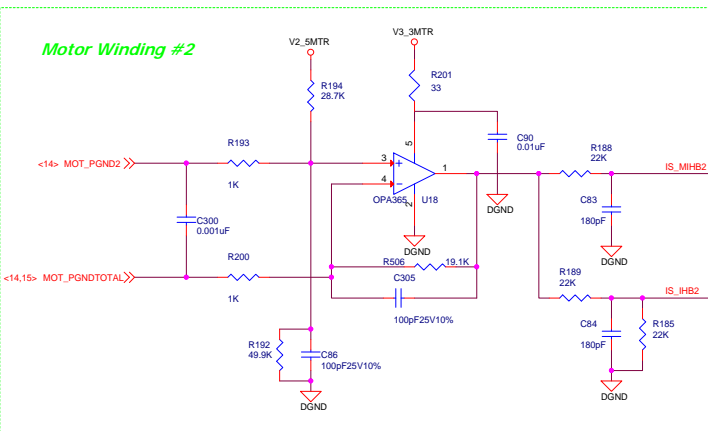 Motor Winding #2
V2_5MTR
V3_3MTR
R194
28.7K
R201
33
R193
1K
<14> MOT_PGND2
3
4
5
1
2
OPA365
U18
DGND
C90
0.01uF
DGND
R188
22K
IS_MIHB2
C83
180pF
DGND
C300
0.001uF
R200
1K
<14,15> MOT_PGNDTOTAL
R506
19.1K
C305
100pF25V10%
R189
22K
IS_IHB2
C84
180pF
R185
22K
DGND
R192
49.9K
C86
100pF25V10%
DGND